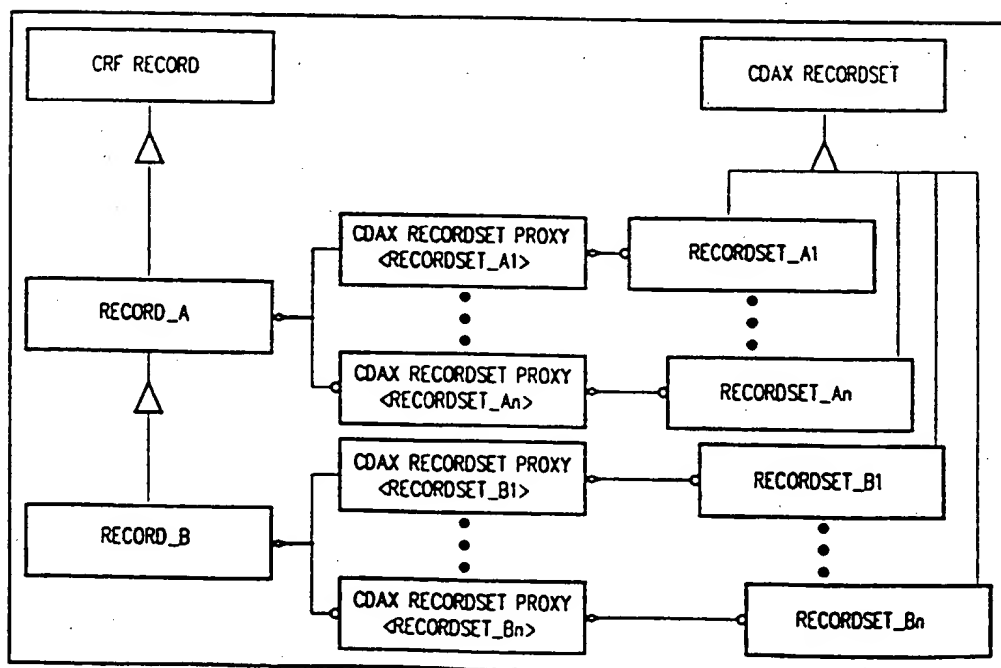 CRF RECORD
CDAX RECORDSET
CDAX RECORDSET PROXY
<RECORDSET_A1>
RECORDSET_A1
RECORD_A
CDAX RECORDSET PROXY
<RECORDSET_An>
RECORDSET_An
CDAX RECORDSET PROXY
<RECORDSET_B1>
RECORDSET_B1
RECORD_B
CDAX RECORDSET PROXY
<RECORDSET_Bn>
RECORDSET_Bn